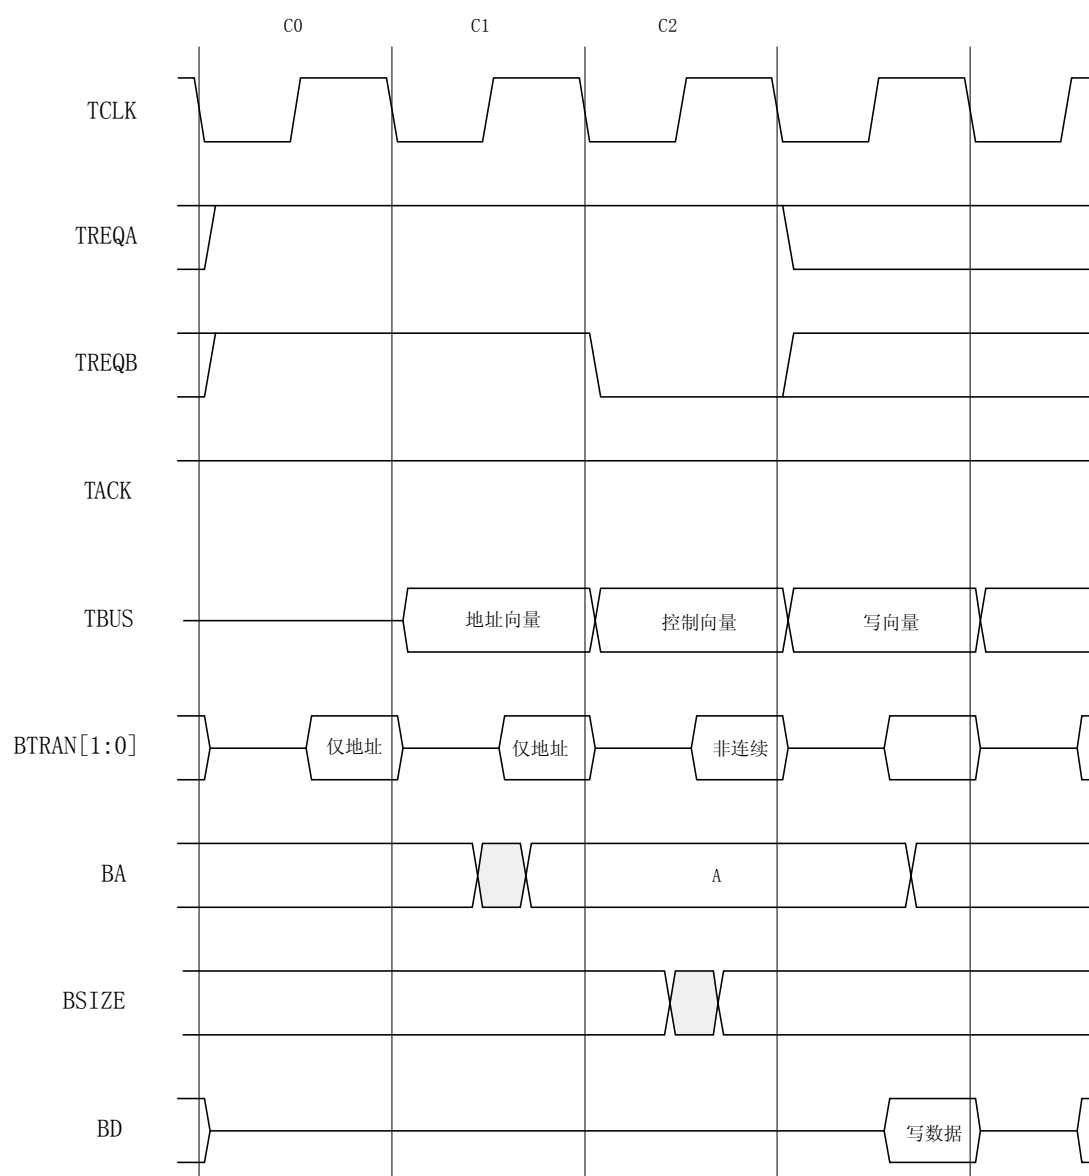 C0 C1 C2
TCLK
TREQA
TREQB
TACK
TBUS 地址向量 控制向量 写向量
BTRAN[1:0] 仅地址 仅地址 非连续
BA A
BSIZE
BD 写数据